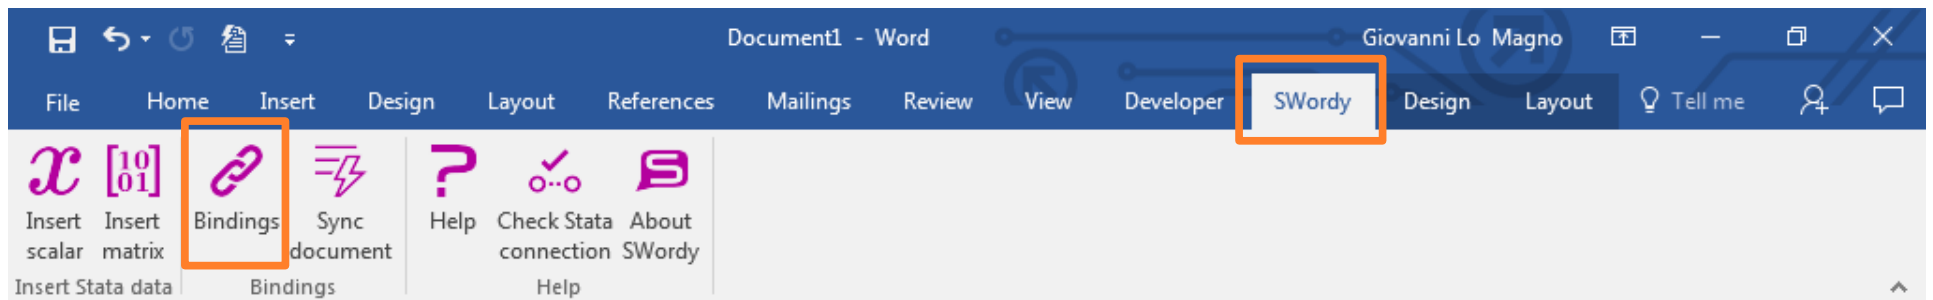 Document1 - Word
Giovanni Lo Magno
File Home Insert Design Layout References Mailings Review View Developer SWordy Design Layout Tell me
x [10 01] ? S
Insert scalar
Insert matrix
Bindings
Sync document
Help
Check Stata connection
About SWordy
Insert Stata data
Bindings
Help